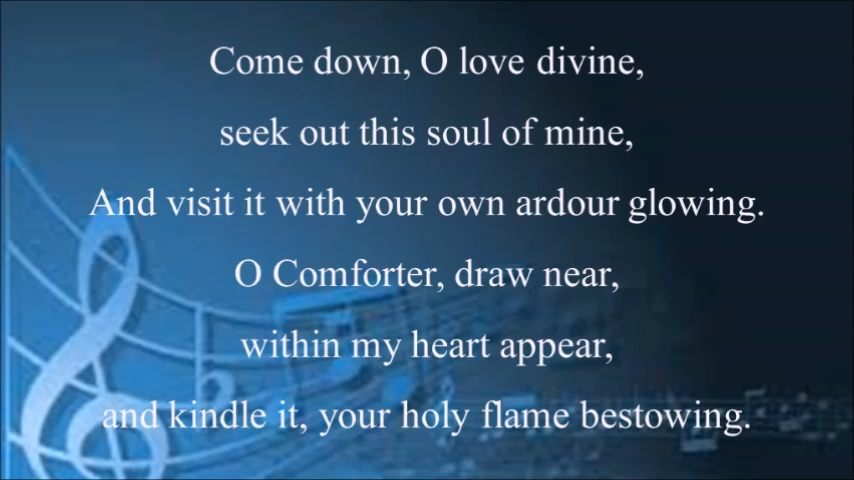 Come down, O love divine,
seek out this soul of mine,
And visit it with your own ardour glowing.
O Comforter, draw near,
within my heart appear,
and kindle it, your holy flame bestowing.